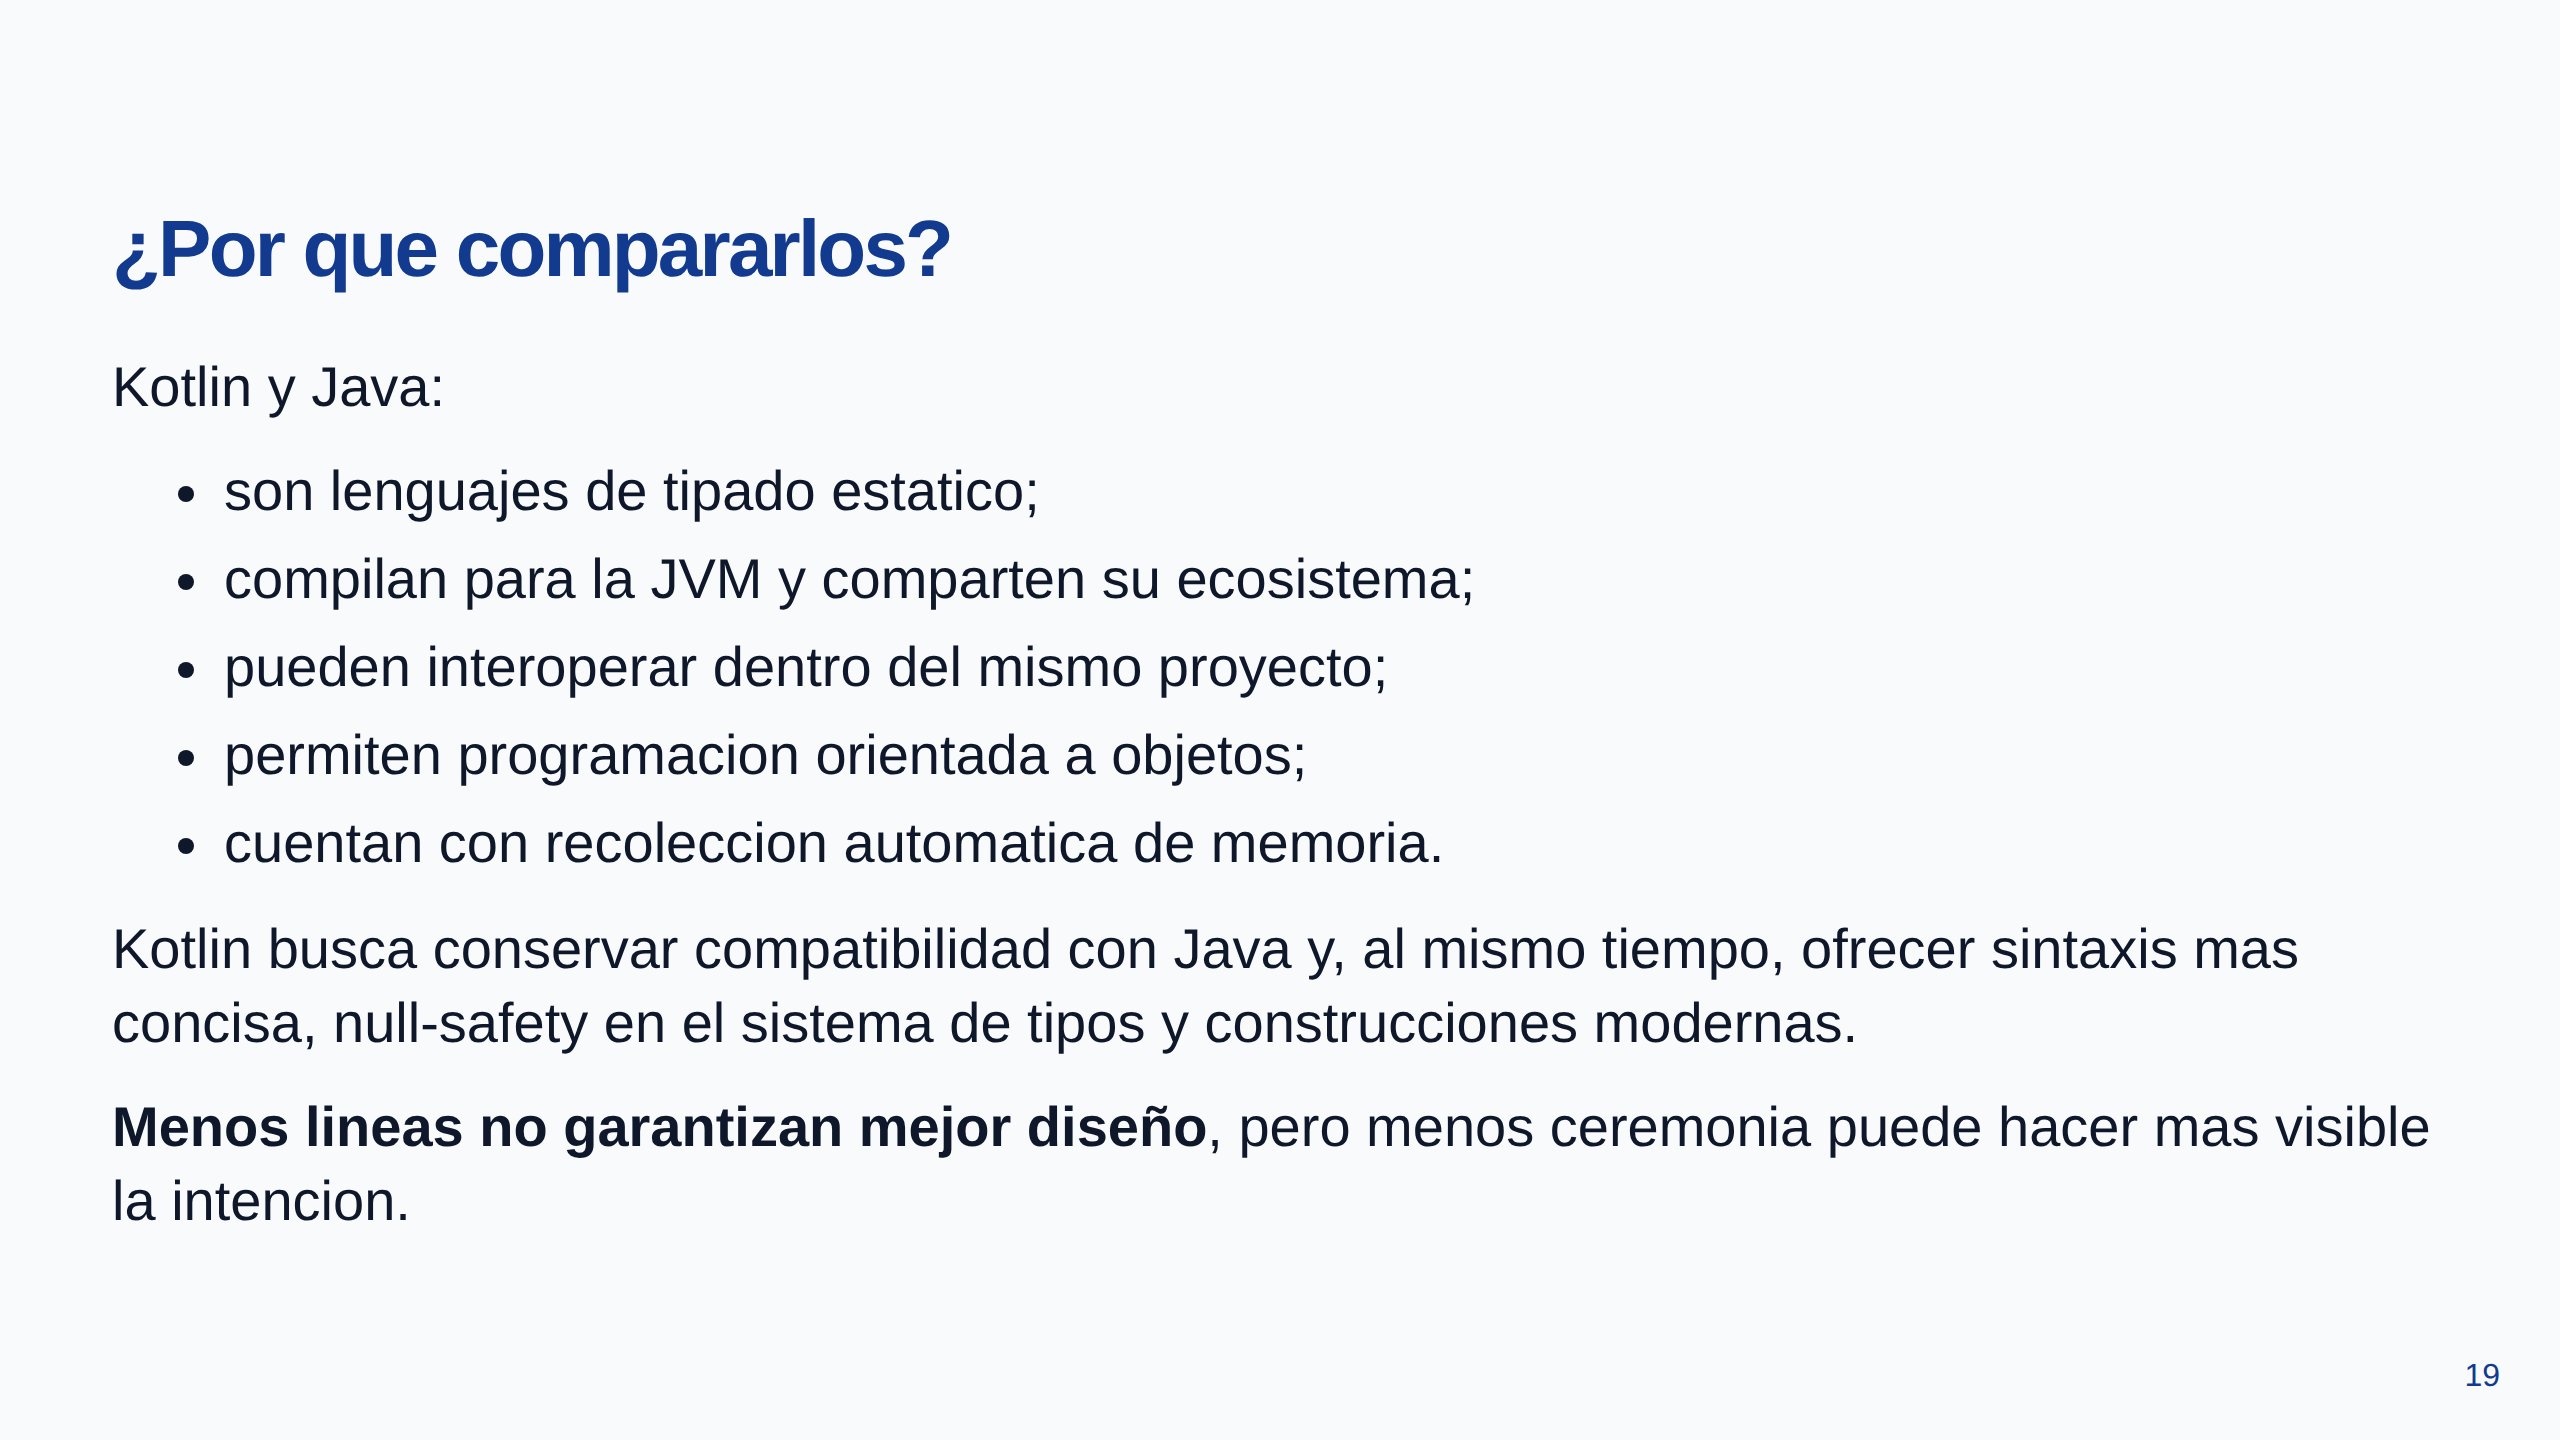 ¿Por que compararlos?
Kotlin y Java:
• son lenguajes de tipado estatico;
• compilan para la JVM y comparten su ecosistema;
• pueden interoperar dentro del mismo proyecto;
• permiten programacion orientada a objetos;
• cuentan con recoleccion automatica de memoria.
Kotlin busca conservar compatibilidad con Java y, al mismo tiempo, ofrecer sintaxis mas
concisa, null-safety en el sistema de tipos y construcciones modernas.
Menos lineas no garantizan mejor diseño, pero menos ceremonia puede hacer mas visible
la intencion.
19